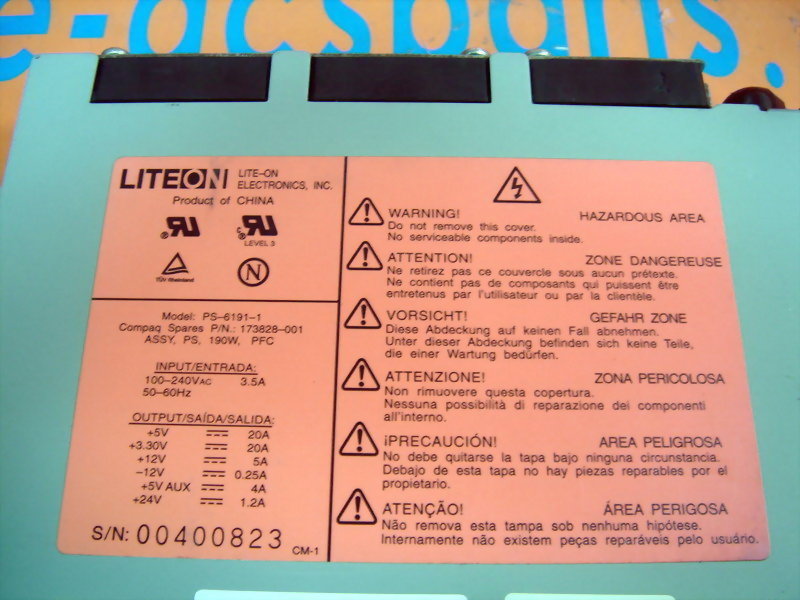 e-acsparts.
LITEON
LITE-ON
ELECTRONICS, INC.
Product of CHINA
LEVEL 3
TÜV Rheinland
N
Model: PS-6191-1
Compaq Spares P/N.: 173828-001
ASSY, PS, 190W, PFC
INPUT/ENTRADA:
100-240VAC 3.5A
50-60Hz
OUTPUT/SAÍDA/SALIDA:
+5V 20A
+3.30V 20A
+12V 5A
-12V 0.25A
+5V AUX 4A
+24V 1.2A
S/N: 00400823
CM-1
WARNING! HAZARDOUS AREA
Do not remove this cover.
No serviceable components inside.
ATTENTION! ZONE DANGEREUSE
Ne retirez pas ce couvercle sous aucun prétexte.
Ne contient pas de composants qui puissent être
entretenus par l'utilisateur ou par la clientèle.
VORSICHT! GEFAHR ZONE
Diese Abdeckung auf keinen Fall abnehmen.
Unter dieser Abdeckung befinden sich keine Teile,
die einer Wartung bedürfen.
ATTENZIONE! ZONA PERICOLOSA
Non rimuovere questa copertura.
Nessuna possibilità di reparazione dei componenti
all'interno.
¡PRECAUCIÓN! AREA PELIGROSA
No debe quitarse la tapa bajo ninguna circunstancia.
Debajo de esta tapa no hay piezas reparables por el
propietario.
ATENÇÃO! ÁREA PERIGOSA
Não remova esta tampa sob nenhuma hipótese.
Internamente não existem peças reparáveis pelo usuário.